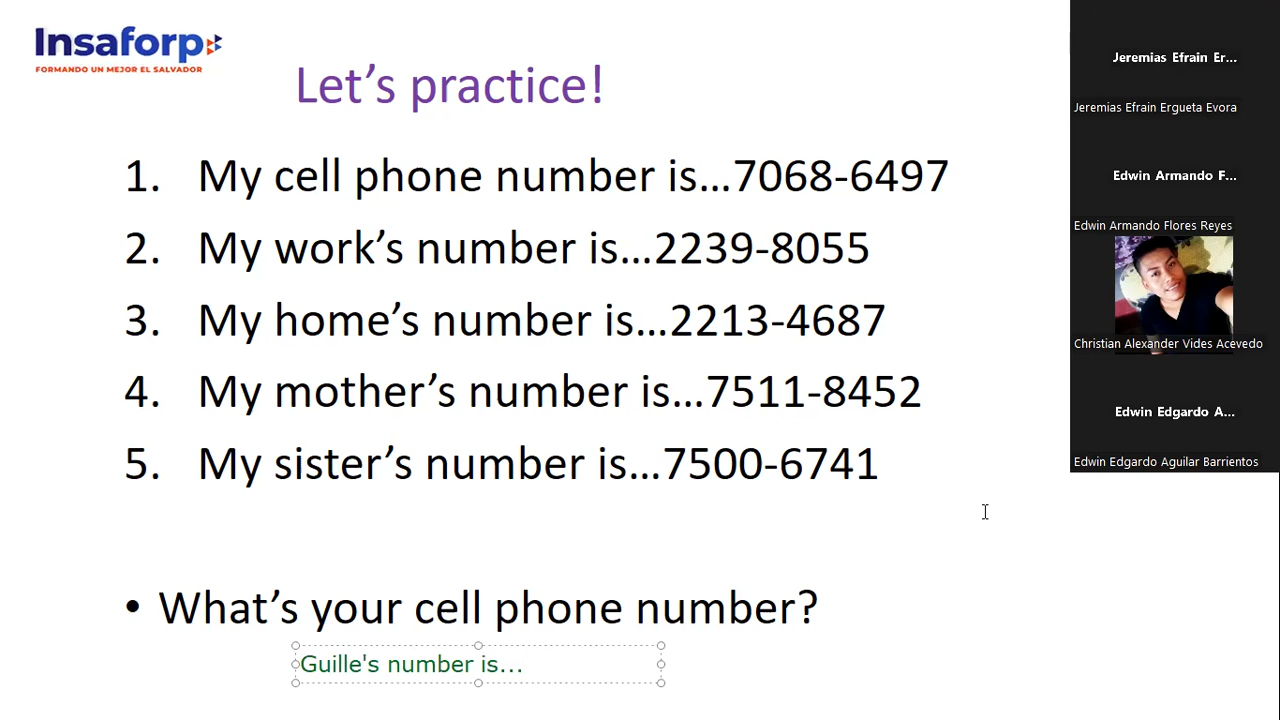 Insaforp
FORMANDO UN MEJOR EL SALVADOR
Let's practice!
1. My cell phone number is...7068-6497
2. My work's number is...2239-8055
3. My home's number is...2213-4687
4. My mother's number is...7511-8452
5. My sister's number is...7500-6741
• What's your cell phone number?
Guille's number is...
Jeremias Efrain Er...
Jeremias Efrain Ergueta Evora
Edwin Armando F...
Edwin Armando Flores Reyes
Christian Alexander Vides Acevedo
Edwin Edgardo A...
Edwin Edgardo Aguilar Barrientos